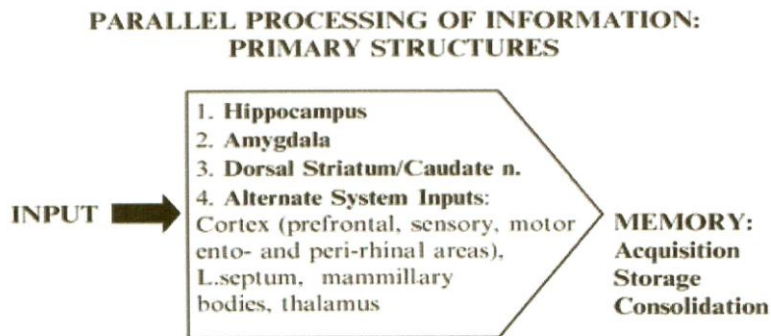 PARALLEL PROCESSING OF INFORMATION:
PRIMARY STRUCTURES
1. Hippocampus
2. Amygdala
3. Dorsal Striatum/Caudate n.
4. Alternate System Inputs:
Cortex (prefrontal, sensory, motor
ento- and peri-rhinal areas),
L.septum, mammillary
bodies, thalamus
INPUT
MEMORY:
Acquisition
Storage
Consolidation